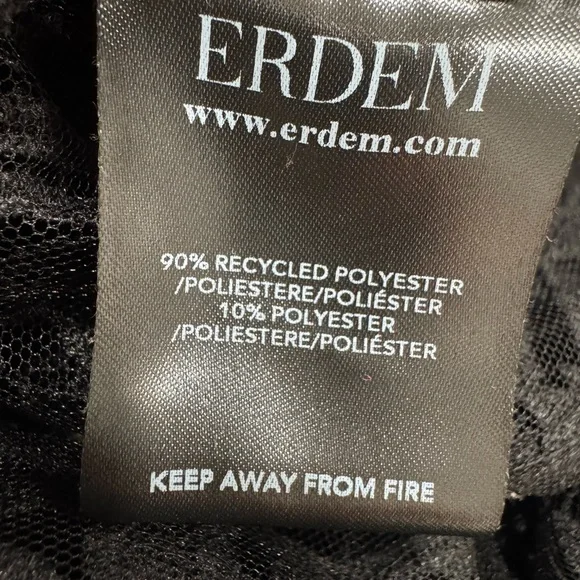 ERDEM
www.erdem.com
90% RECYCLED POLYESTER
/POLIESTERE/POLIÉSTER
10% POLYESTER
/POLIESTERE/POLIÉSTER
KEEP AWAY FROM FIRE